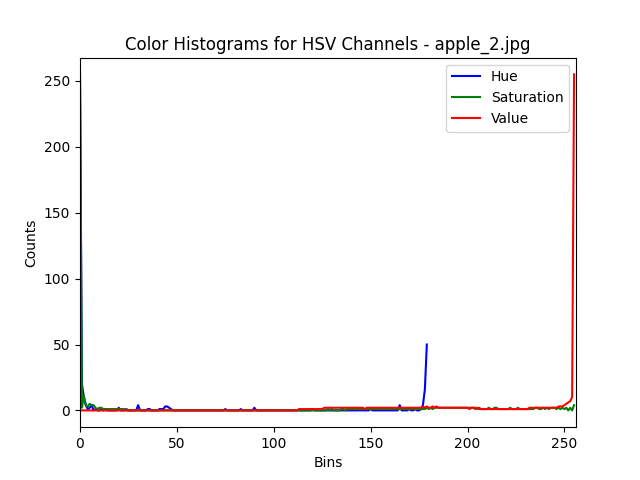 Color Histograms for HSV Channels - apple_2.jpg
Hue
Saturation
Value
Counts
250
200
150
100
50
0
0 50 100 150 200 250
Bins